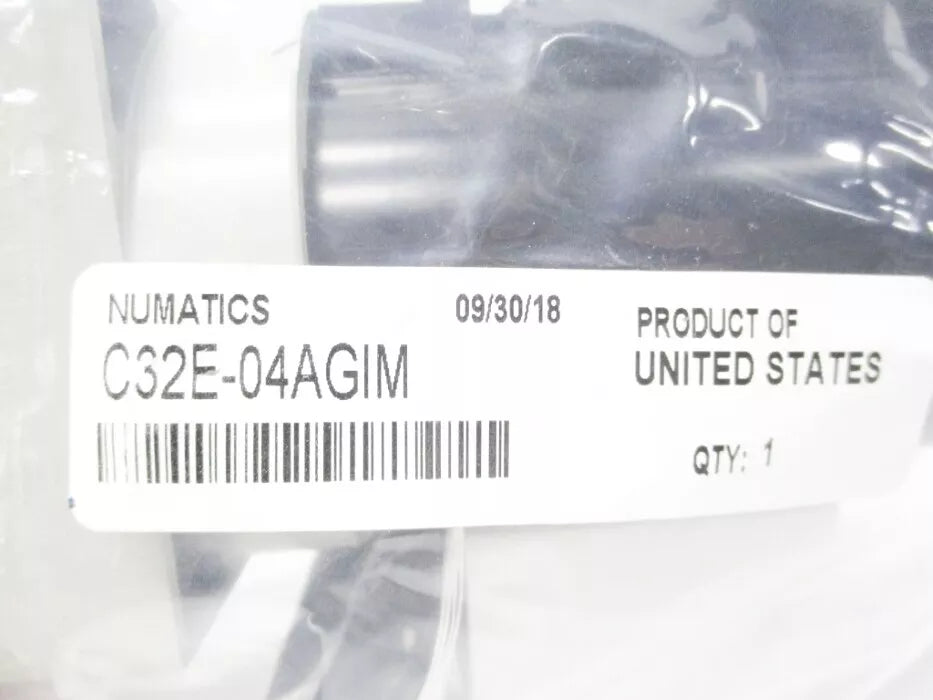 NUMATICS 09/30/18
C32E-04AGIM
PRODUCT OF
UNITED STATES
QTY: 1